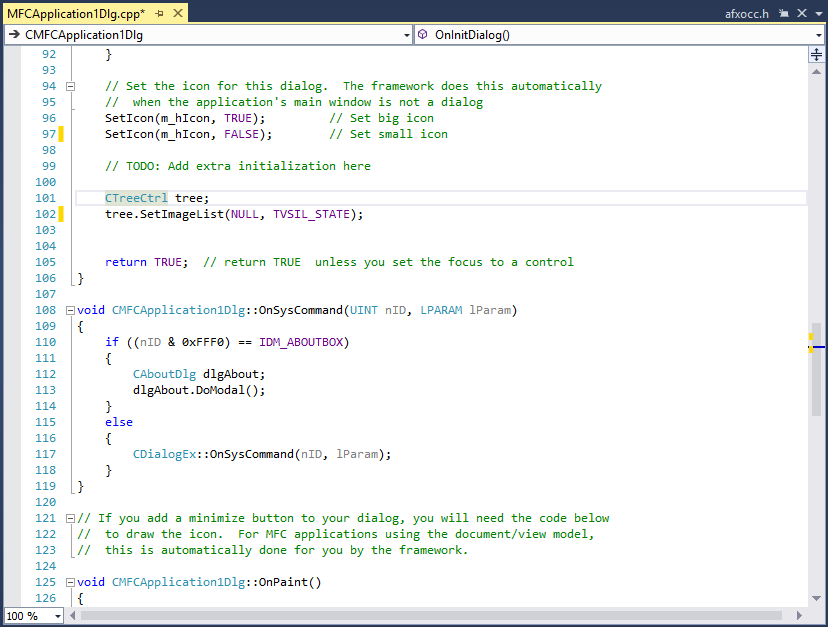 MFCApplication1Dlg.cpp* afxocc.h
CMFCApplication1Dlg OnInitDialog()
92 }
93
94 // Set the icon for this dialog.  The framework does this automatically
95 //  when the application's main window is not a dialog
96 SetIcon(m_hIcon, TRUE);         // Set big icon
97 SetIcon(m_hIcon, FALSE);        // Set small icon
98
99 // TODO: Add extra initialization here
100
101 CTreeCtrl tree;
102 tree.SetImageList(NULL, TVSIL_STATE);
103
104
105 return TRUE;  // return TRUE  unless you set the focus to a control
106 }
107
108 void CMFCApplication1Dlg::OnSysCommand(UINT nID, LPARAM lParam)
109 {
110 if ((nID & 0xFFF0) == IDM_ABOUTBOX)
111 {
112 CAboutDlg dlgAbout;
113 dlgAbout.DoModal();
114 }
115 else
116 {
117 CDialogEx::OnSysCommand(nID, lParam);
118 }
119 }
120
121 // If you add a minimize button to your dialog, you will need the code below
122 //  to draw the icon.  For MFC applications using the document/view model,
123 //  this is automatically done for you by the framework.
124
125 void CMFCApplication1Dlg::OnPaint()
126 {
100 %